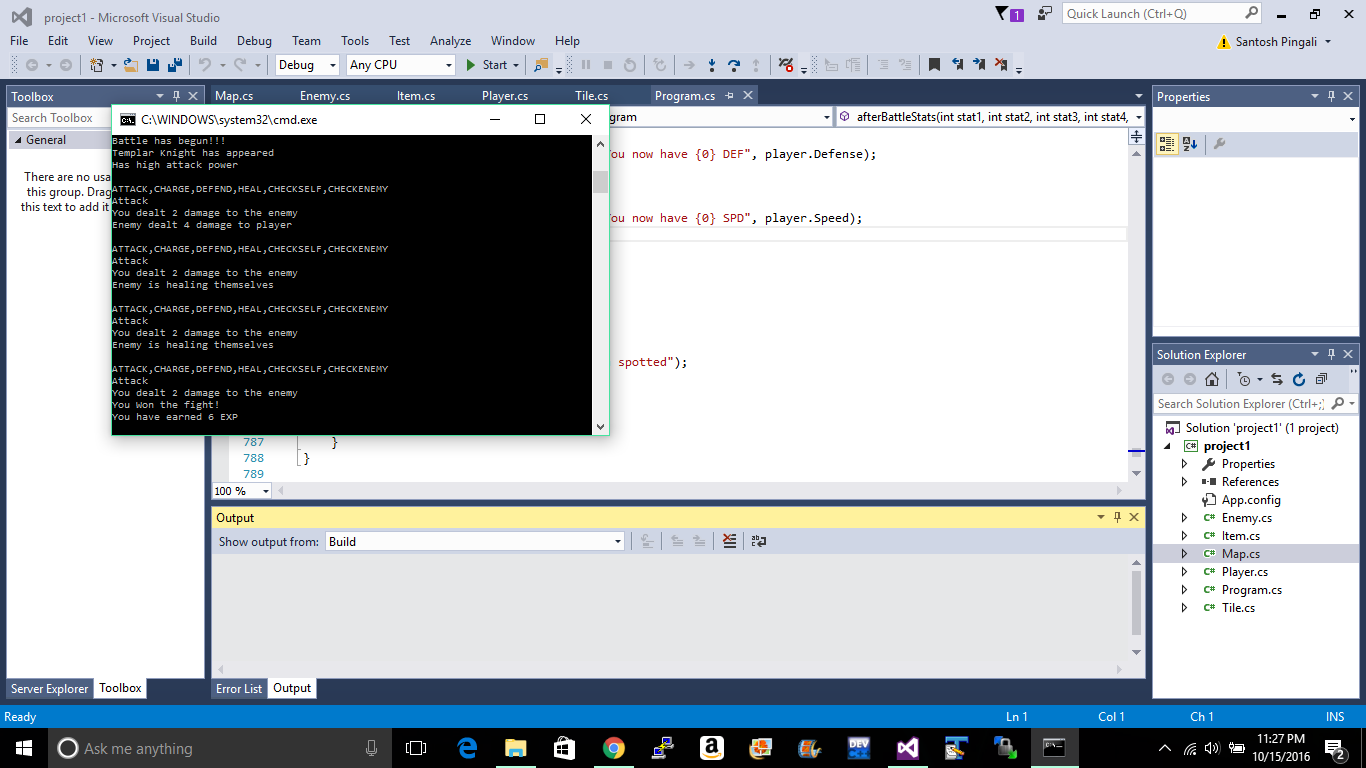 project1 - Microsoft Visual Studio
1
Quick Launch (Ctrl+Q)
File Edit View Project Build Debug Team Tools Test Analyze Window Help
Santosh Pingali
Debug Any CPU Start
Toolbox
Map.cs Enemy.cs Item.cs Player.cs Tile.cs Program.cs
Properties
Search Toolbox
C:\WINDOWS\system32\cmd.exe
gram
afterBattleStats(int stat1, int stat2, int stat3, int stat4,
General
There are no usa
this group. Drag
this text to add it
Battle has begun!!!
Templar Knight has appeared
Has high attack power
ATTACK,CHARGE,DEFEND,HEAL,CHECKSELF,CHECKENEMY
Attack
You dealt 2 damage to the enemy
Enemy dealt 4 damage to player
ATTACK,CHARGE,DEFEND,HEAL,CHECKSELF,CHECKENEMY
Attack
You dealt 2 damage to the enemy
Enemy is healing themselves
ATTACK,CHARGE,DEFEND,HEAL,CHECKSELF,CHECKENEMY
Attack
You dealt 2 damage to the enemy
Enemy is healing themselves
ATTACK,CHARGE,DEFEND,HEAL,CHECKSELF,CHECKENEMY
Attack
You dealt 2 damage to the enemy
You Won the fight!
You have earned 6 EXP
You now have {0} DEF", player.Defense);
You now have {0} SPD", player.Speed);
spotted");
787 }
788 }
789
100 %
Output
Show output from: Build
Error List Output
Server Explorer Toolbox
Solution Explorer
Search Solution Explorer (Ctrl+;)
Solution 'project1' (1 project)
project1
Properties
References
App.config
Enemy.cs
Item.cs
Map.cs
Player.cs
Program.cs
Tile.cs
Ready Ln 1 Col 1 Ch 1 INS
Ask me anything
DEV
11:27 PM
10/15/2016
2